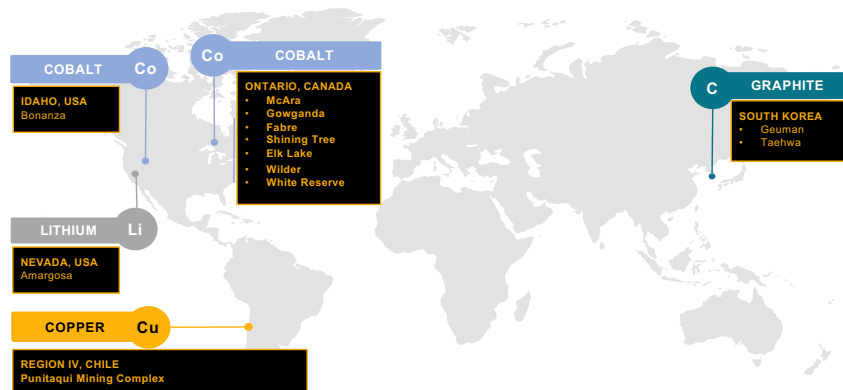 COBALT Co
IDAHO, USA
Bonanza
Co COBALT
ONTARIO, CANADA
• McAra
• Gowganda
• Fabre
• Shining Tree
• Elk Lake
• Wilder
• White Reserve
C GRAPHITE
SOUTH KOREA
• Geuman
• Taehwa
LITHIUM Li
NEVADA, USA
Amargosa
COPPER Cu
REGION IV, CHILE
Punitaqui Mining Complex